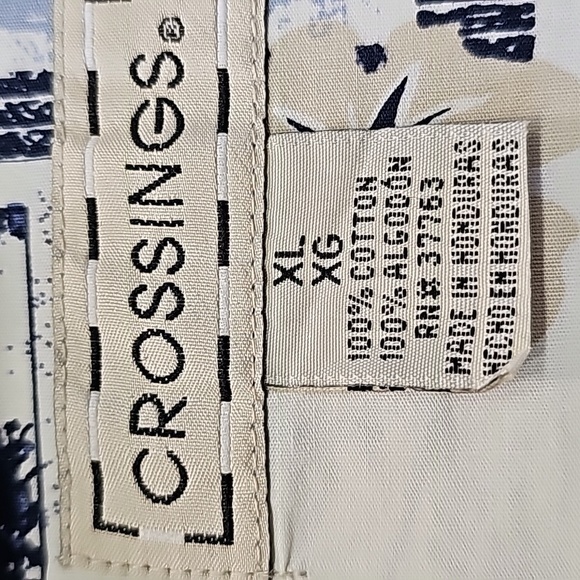 CROSSINGS®
XL
XG
100% COTTON
100% ALGODÓN
RN# 37763
MADE IN HONDURAS
HECHO EN HONDURAS